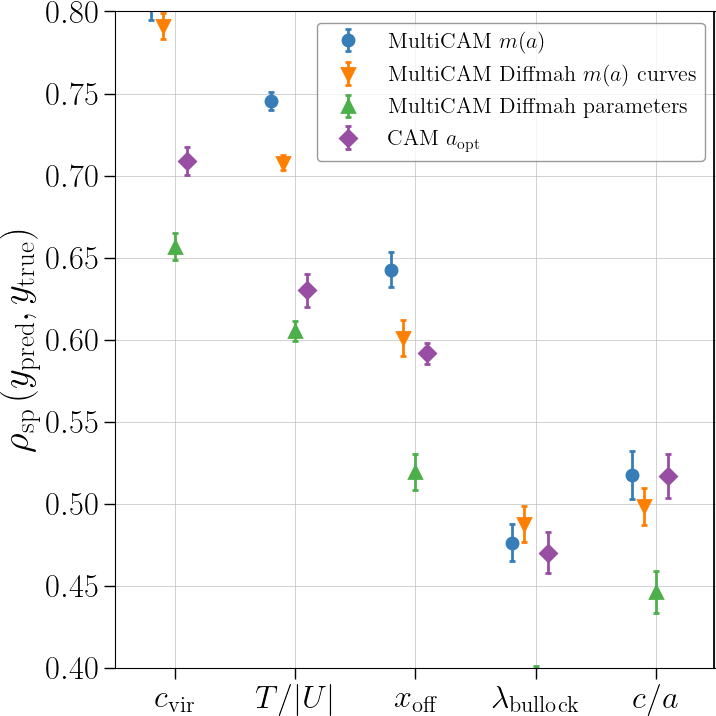 MultiCAM m(a)
MultiCAM Diffmah m(a) curves
MultiCAM Diffmah parameters
CAM a_opt
ρ_sp(y_pred, y_true)
0.80
0.75
0.70
0.65
0.60
0.55
0.50
0.45
0.40
c_vir T/|U| x_off λ_bullock c/a